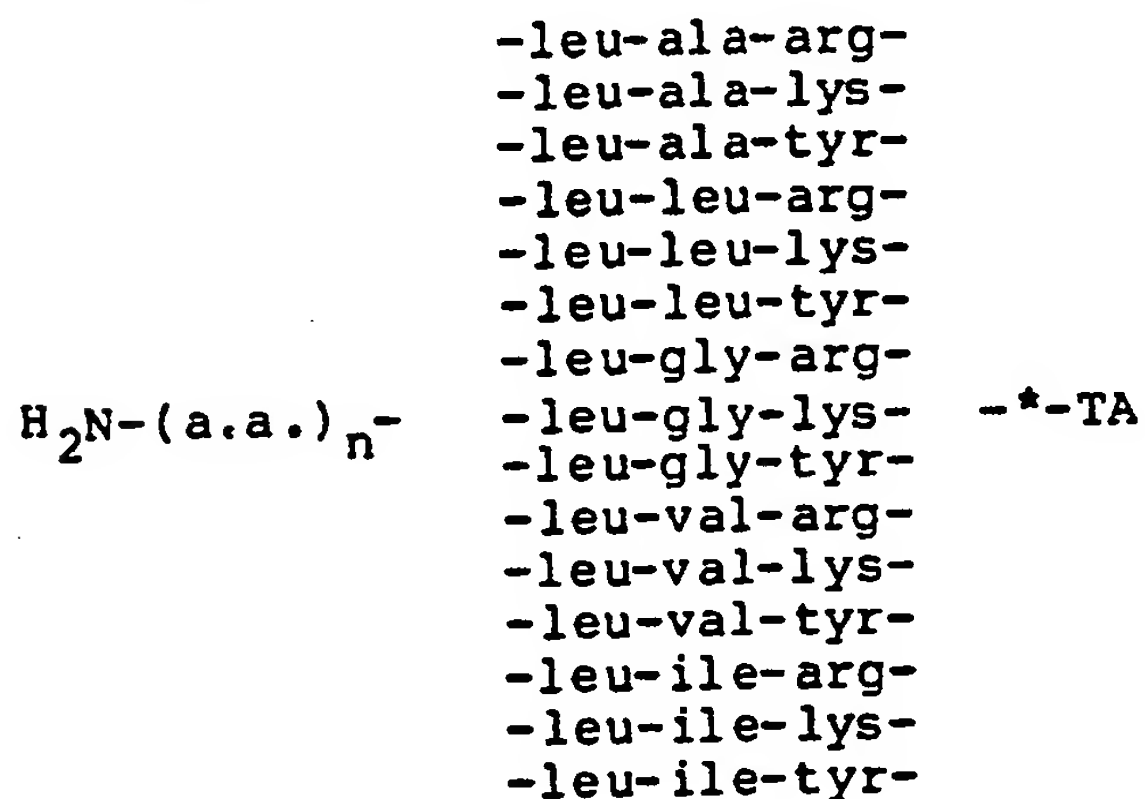 -leu-ala-arg-
-leu-ala-lys-
-leu-ala-tyr-
-leu-leu-arg-
-leu-leu-lys-
-leu-leu-tyr-
-leu-gly-arg-
H₂N-(a.a.)ₙ- -leu-gly-lys- -*-TA
-leu-gly-tyr-
-leu-val-arg-
-leu-val-lys-
-leu-val-tyr-
-leu-ile-arg-
-leu-ile-lys-
-leu-ile-tyr-